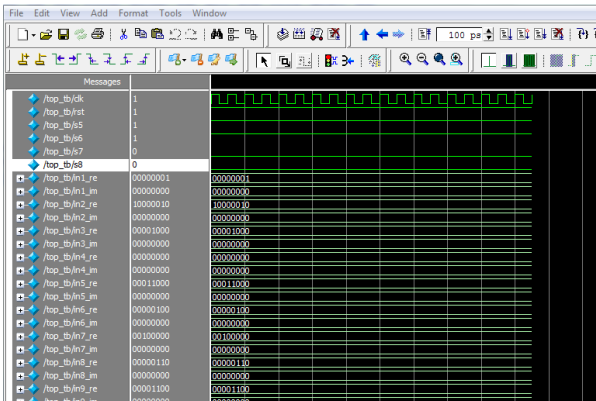 File Edit View Add Format Tools Window
100 ps
Messages
/top_tb/clk 1
/top_tb/rst 1
/top_tb/s5 1
/top_tb/s6 1
/top_tb/s7 0
/top_tb/s8 0
/top_tb/in1_re 00000001 00000001
/top_tb/in1_im 00000000 00000000
/top_tb/in2_re 10000010 10000010
/top_tb/in2_im 00000000 00000000
/top_tb/in3_re 00001000 00001000
/top_tb/in3_im 00000000 00000000
/top_tb/in4_re 00000000 00000000
/top_tb/in4_im 00000000 00000000
/top_tb/in5_re 00011000 00011000
/top_tb/in5_im 00000000 00000000
/top_tb/in6_re 00000100 00000100
/top_tb/in6_im 00000000 00000000
/top_tb/in7_re 00100000 00100000
/top_tb/in7_im 00000000 00000000
/top_tb/in8_re 00000110 00000110
/top_tb/in8_im 00000000 00000000
/top_tb/in9_re 00001100 00001100